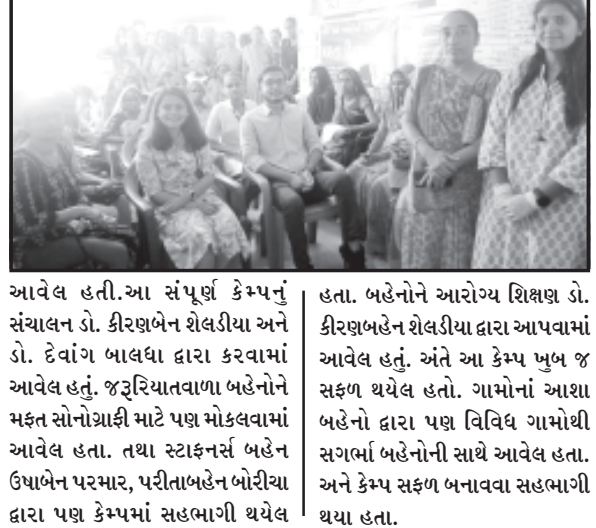 આવેલ હતી.આ સંપૂર્ણ કેમ્પનું
સંચાલન ડો. કીરણબેન શેલડીયા અને
ડો. દેવાંગ બાલધા દ્વારા કરવામાં
આવેલ હતું. જરૂરિયાતવાળા બહેનોને
મફત સોનોગ્રાફી માટે પણ મોકલવામાં
આવેલ હતા. તથા સ્ટાફનર્સ બહેન
ઉષાબેન પરમાર, પરીતાબહેન બોરીચા
દ્વારા પણ કેમ્પમાં સહભાગી થયેલ
હતા. બહેનોને આરોગ્ય શિક્ષણ ડો.
કીરણબહેન શેલડીયા દ્વારા આપવામાં
આવેલ હતું. અંતે આ કેમ્પ ખુબ જ
સફળ થયેલ હતો. ગામોનાં આશા
બહેનો દ્વારા પણ વિવિધ ગામોથી
સગર્ભા બહેનોની સાથે આવેલ હતા.
અને કેમ્પ સફળ બનાવવા સહભાગી
થયા હતા.